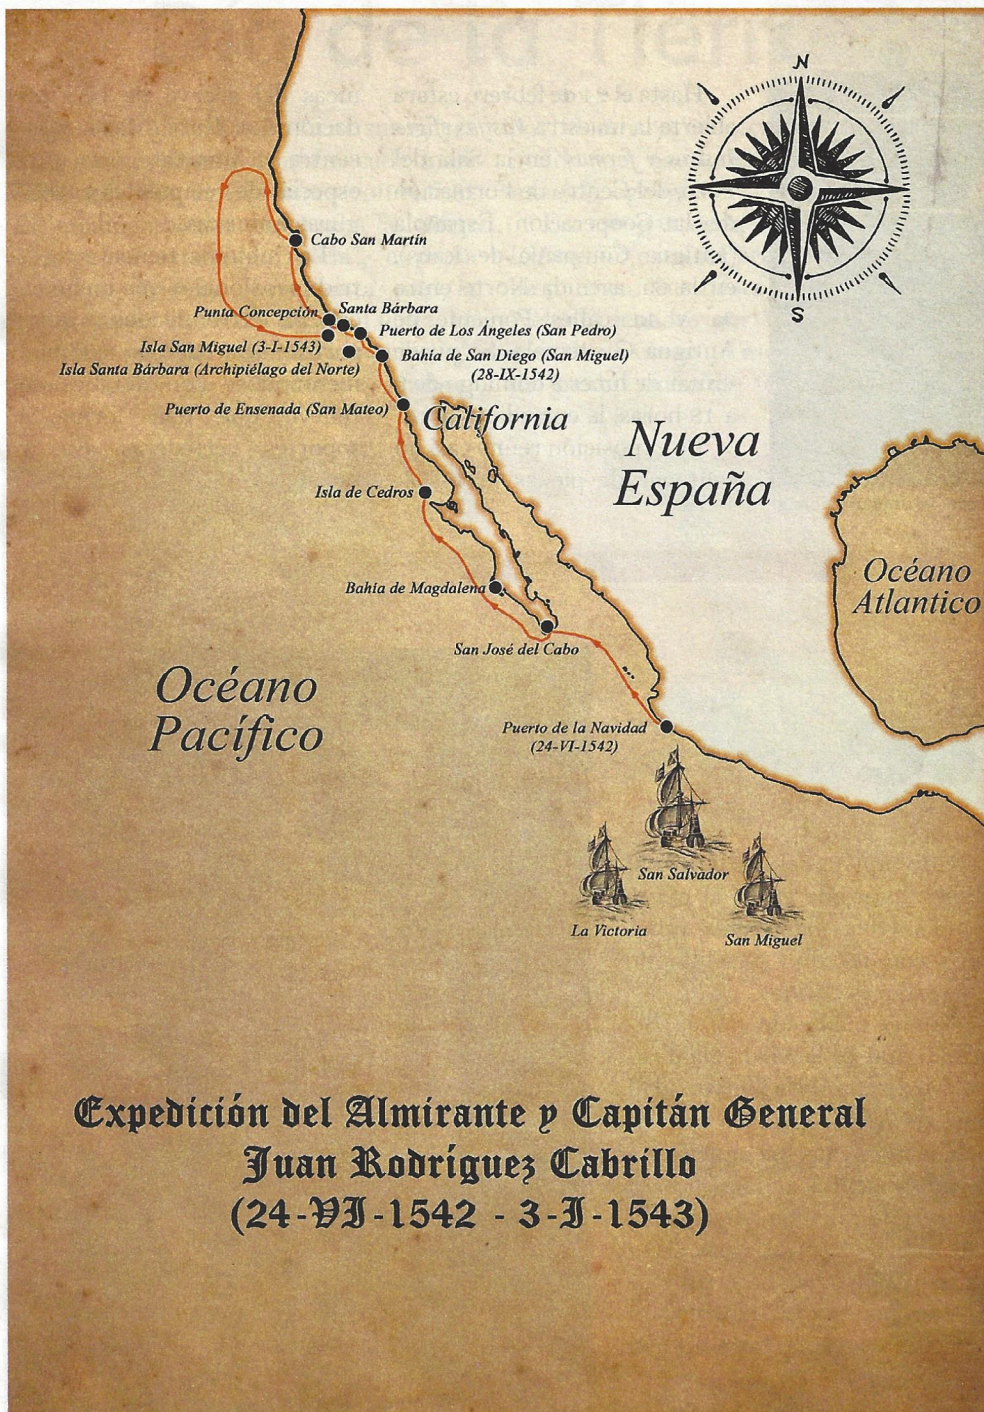 N
S
Cabo San Martín
Punta Concepción
Santa Bárbara
Puerto de Los Ángeles (San Pedro)
Isla San Miguel (3-I-1543)
Bahía de San Diego (San Miguel)
(28-IX-1542)
Isla Santa Bárbara (Archipiélago del Norte)
Puerto de Ensenada (San Mateo)
California
Nueva
España
Isla de Cedros
Océano
Atlantico
Bahía de Magdalena
San José del Cabo
Océano
Pacífico
Puerto de la Navidad
(24-VI-1542)
San Salvador
La Victoria
San Miguel
Expedición del Almirante y Capitán General
Juan Rodríguez Cabrillo
(24-VI-1542 - 3-I-1543)